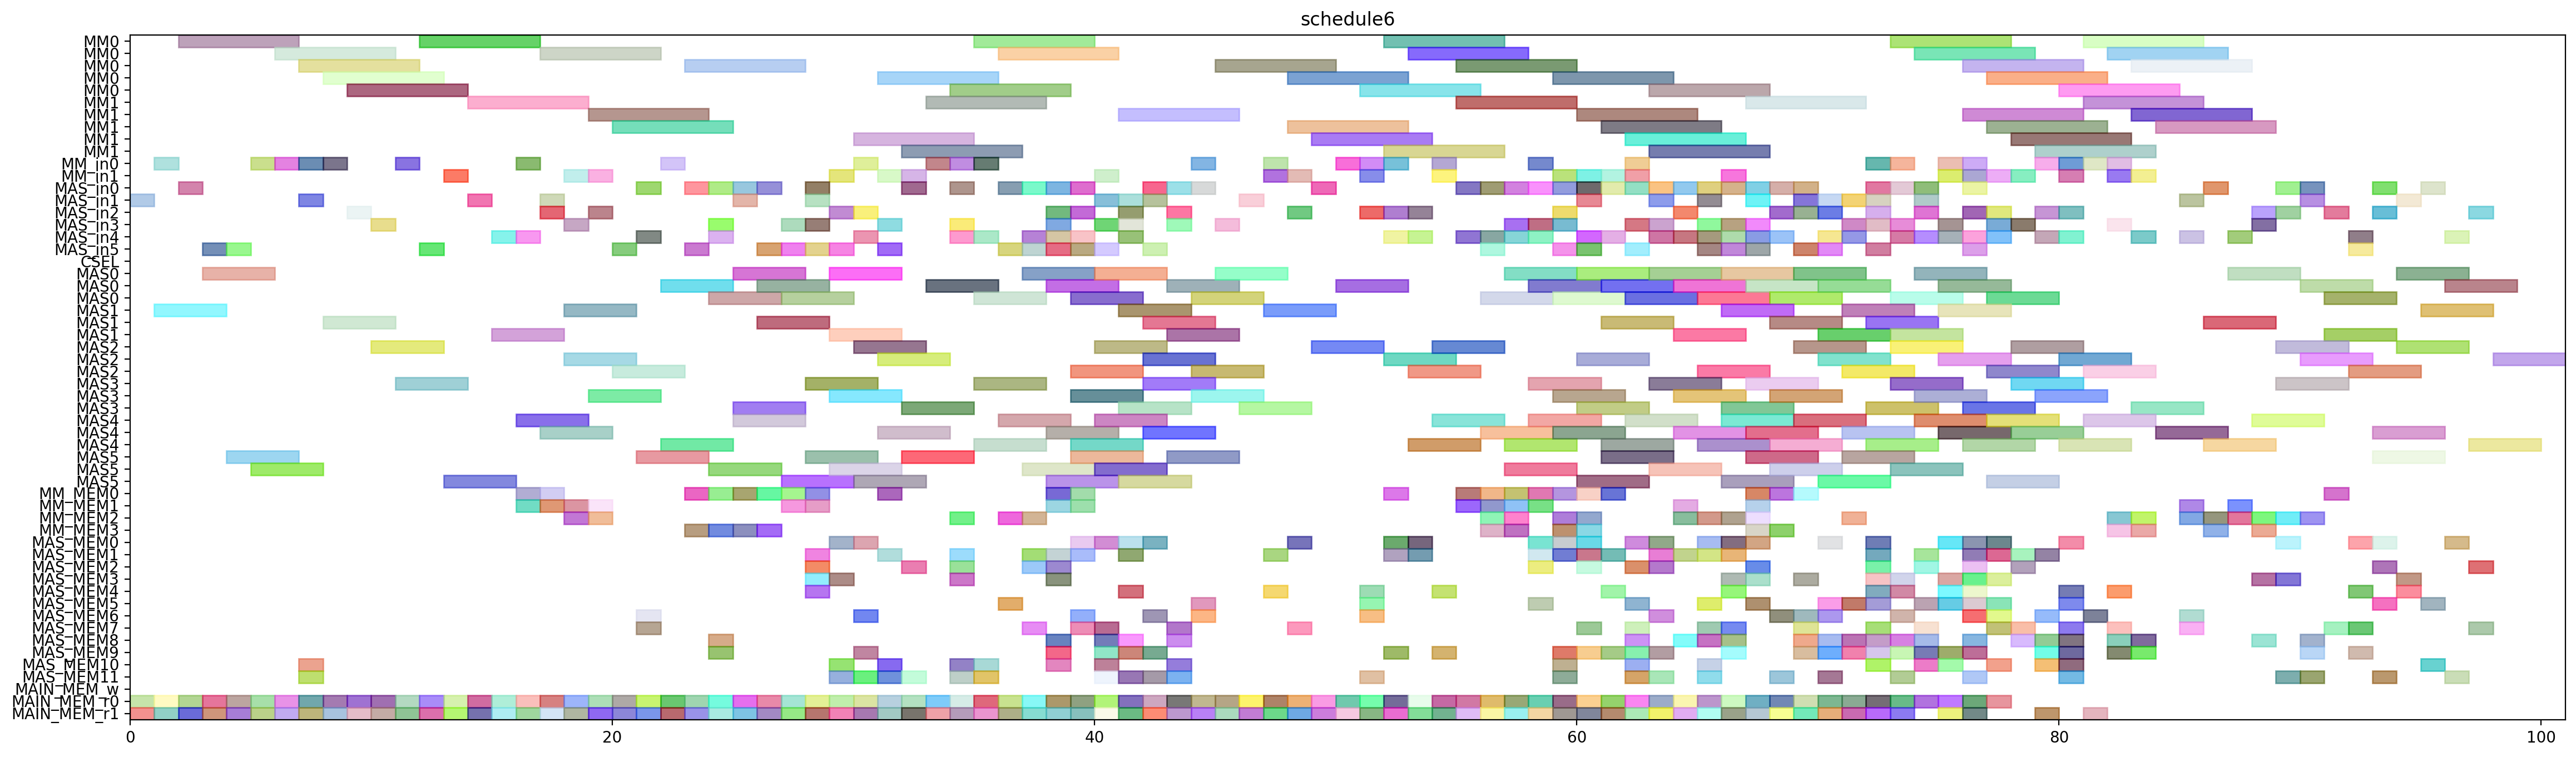 schedule6
MM0
MM0
MM0
MM0
MM0
MM1
MM1
MM1
MM1
MM1
MM_in0
MM_in1
MAS_in0
MAS_in1
MAS_in2
MAS_in3
MAS_in4
MAS_in5
CSEL
MAS0
MAS0
MAS0
MAS1
MAS1
MAS1
MAS2
MAS2
MAS2
MAS3
MAS3
MAS3
MAS4
MAS4
MAS4
MAS5
MAS5
MAS5
MM_MEM0
MM_MEM1
MM_MEM2
MM_MEM3
MAS_MEM0
MAS_MEM1
MAS_MEM2
MAS_MEM3
MAS_MEM4
MAS_MEM5
MAS_MEM6
MAS_MEM7
MAS_MEM8
MAS_MEM9
MAS_MEM10
MAS_MEM11
MAIN_MEM_w
MAIN_MEM_r0
MAIN_MEM_r1
0 20 40 60 80 100